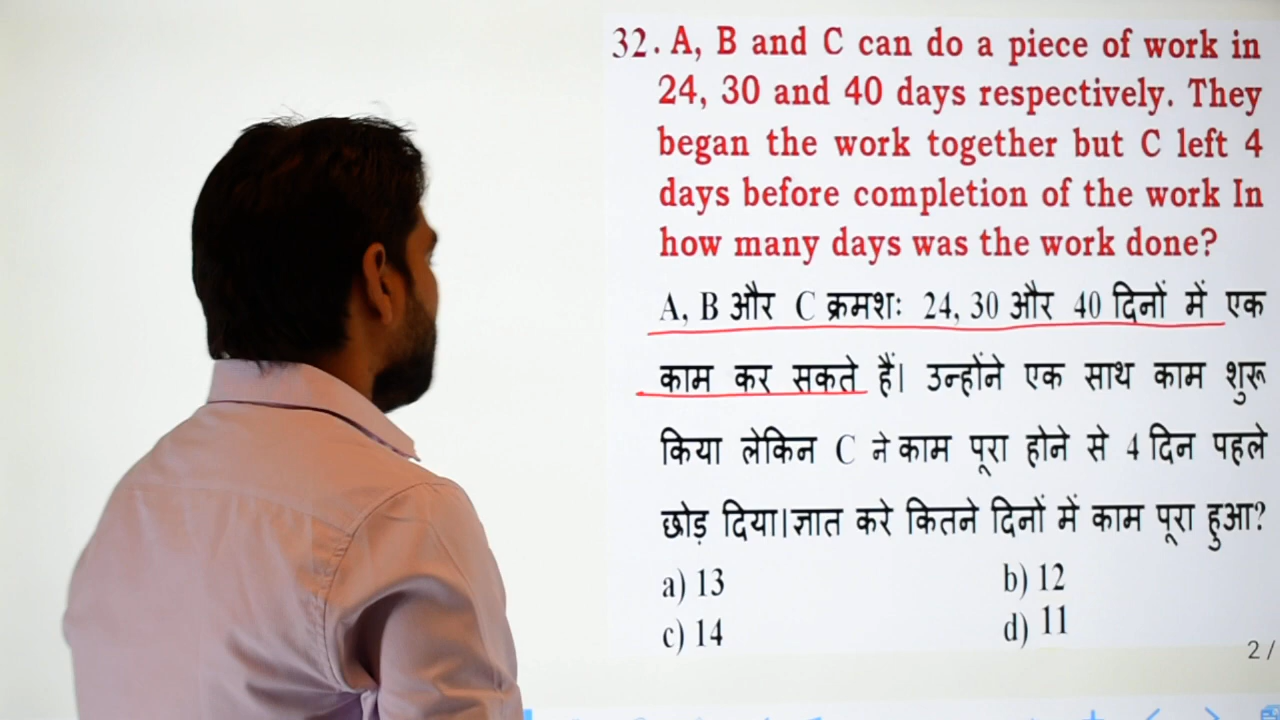 32. A, B and C can do a piece of work in
24, 30 and 40 days respectively. They
began the work together but C left 4
days before completion of the work In
how many days was the work done?
A, B और C क्रमशः 24, 30 और 40 दिनों में एक
काम कर सकते हैं। उन्होंने एक साथ काम शुरू
किया लेकिन C ने काम पूरा होने से 4 दिन पहले
छोड़ दिया।ज्ञात करे कितने दिनों में काम पूरा हुआ?
a) 13 b) 12
c) 14 d) 11
2 /